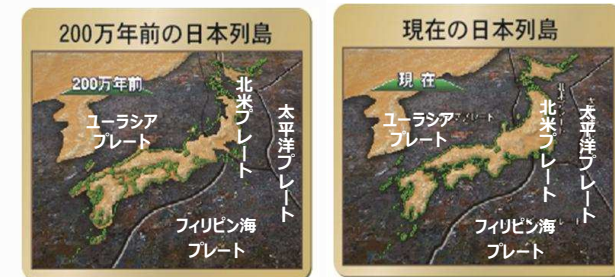 200万年前の日本列島
200万年前
ユーラシア
プレート
北米プレート
太平洋プレート
フィリピン海
プレート
現在の日本列島
現在
ユーラシア
プレート
北米プレート
太平洋プレート
フィリピン海
プレート